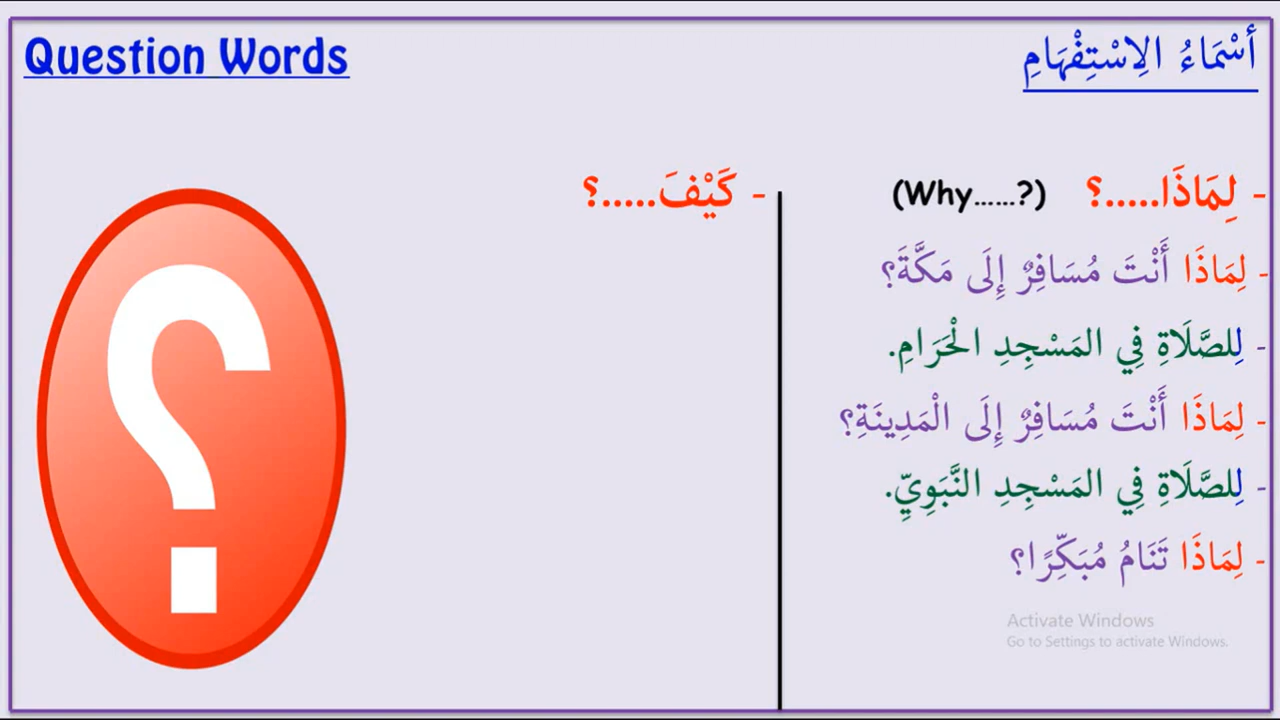 Question Words
أَسْمَاءُ الِاسْتِفْهَامِ
- لِمَاذَا.....؟ (Why......?)
- لِمَاذَا أَنْتَ مُسَافِرٌ إِلَى مَكَّةَ؟
- لِلصَّلَاةِ فِي المَسْجِدِ الْحَرَامِ.
- لِمَاذَا أَنْتَ مُسَافِرٌ إِلَى الْمَدِينَةِ؟
- لِلصَّلَاةِ فِي المَسْجِدِ النَّبَوِيِّ.
- لِمَاذَا تَنَامُ مُبَكِّرًا؟
- كَيْفَ.....؟
؟
Activate Windows
Go to Settings to activate Windows.